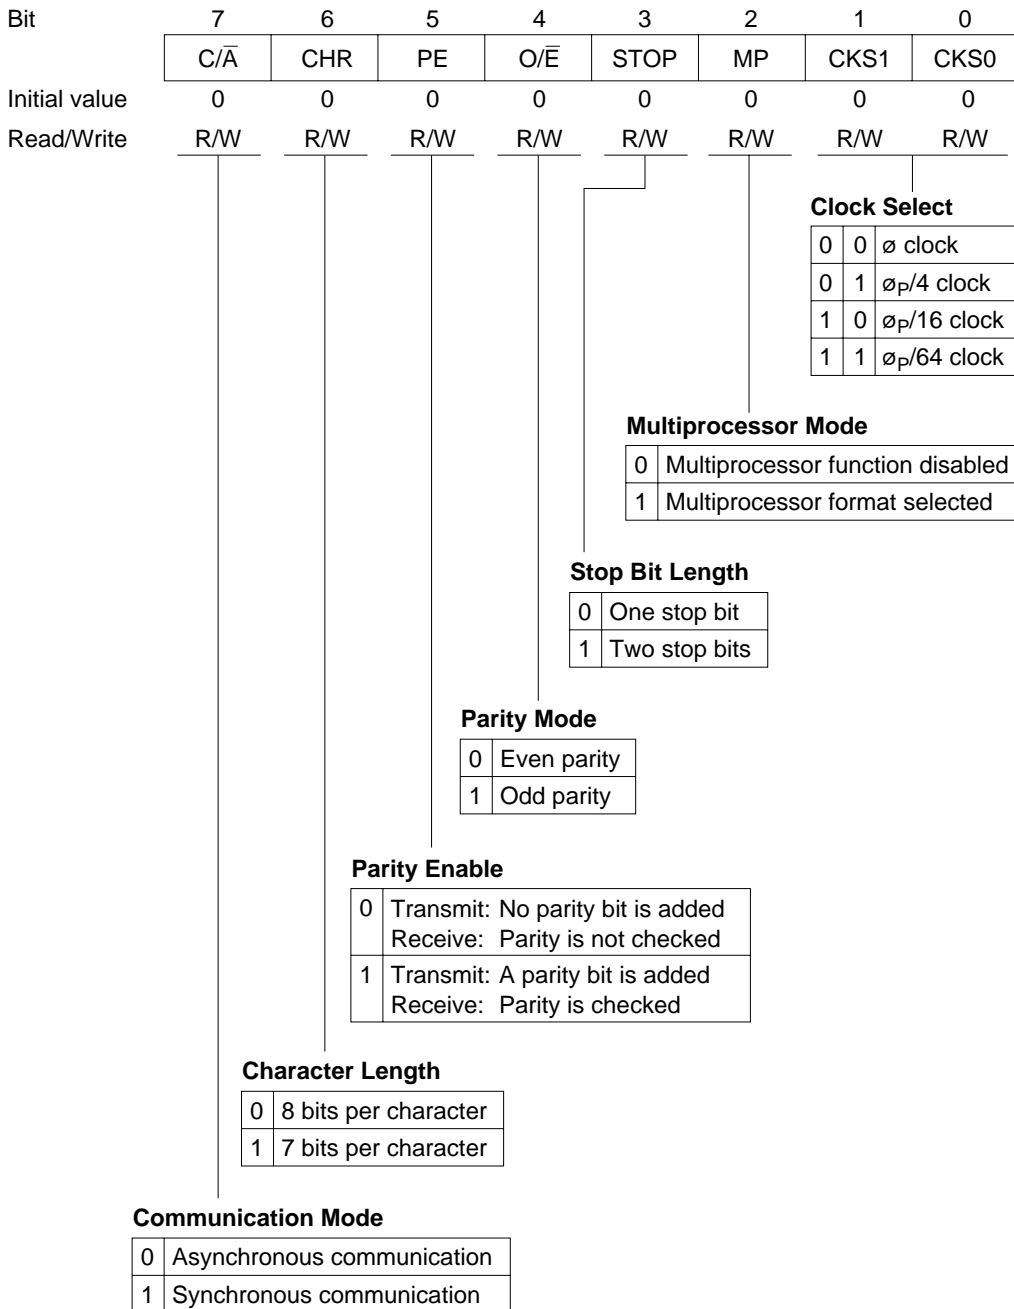 Bit 7 6 5 4 3 2 1 0
C/A̅ CHR PE O/E̅ STOP MP CKS1 CKS0
Initial value 0 0 0 0 0 0 0 0
Read/Write R/W R/W R/W R/W R/W R/W R/W R/W
Clock Select
0 0 ø clock
0 1 øP/4 clock
1 0 øP/16 clock
1 1 øP/64 clock
Multiprocessor Mode
0 Multiprocessor function disabled
1 Multiprocessor format selected
Stop Bit Length
0 One stop bit
1 Two stop bits
Parity Mode
0 Even parity
1 Odd parity
Parity Enable
0 Transmit: No parity bit is added
Receive: Parity is not checked
1 Transmit: A parity bit is added
Receive: Parity is checked
Character Length
0 8 bits per character
1 7 bits per character
Communication Mode
0 Asynchronous communication
1 Synchronous communication